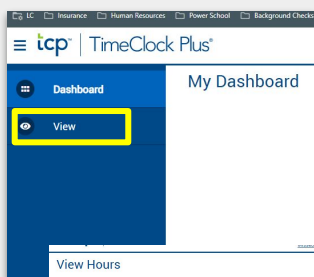 LC Insurance Human Resources Power School Background Checks
tcp | TimeClock Plus®
Dashboard
My Dashboard
View
View Hours